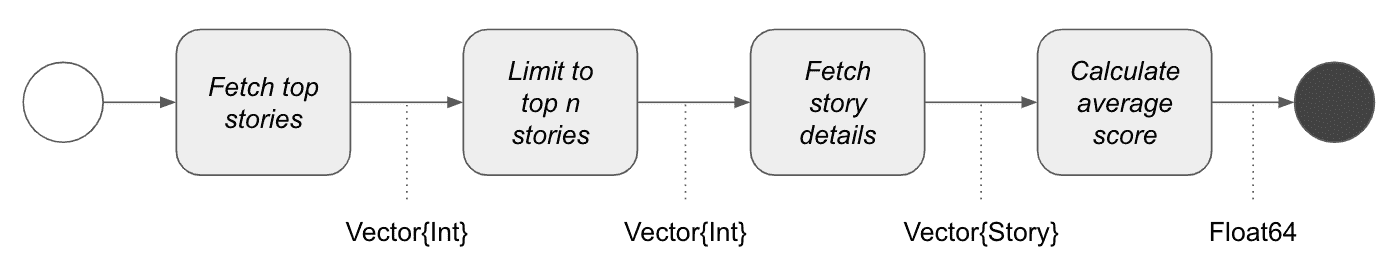 Fetch top
stories
Limit to
top n
stories
Fetch
story
details
Calculate
average
score
Vector{Int}
Vector{Int}
Vector{Story}
Float64